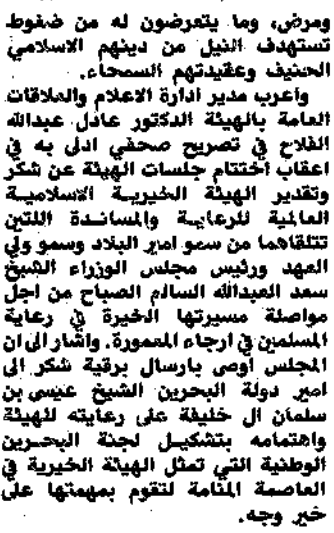 ومرض، وما يتعرضون له من ضغوط
تستهدف النيل من دينهم الاسلامي
الحنيف وعقيدتهم السمحاء.
واعرب مدير ادارة الاعلام والعلاقات
العامة بالهيئة الدكتور عادل عبدالله
الفلاح في تصريح صحفي ادلى به في
اعقاب اختتام جلسات الهيئة عن شكر
وتقدير الهيئة الخيرية الاسلامية
العالمية للرعاية والمساندة اللتين
تتلقاهما من سمو امير البلاد وسمو ولي
العهد ورئيس مجلس الوزراء الشيخ
سعد العبدالله السالم الصباح من اجل
مواصلة مسيرتها الخيرة في رعاية
المسلمين في ارجاء المعمورة. واشار الى ان
المجلس أوصى بارسال برقية شكر الى
امير دولة البحرين الشيخ عيسى بن
سلمان ال خليفة على رعايته للهيئة
واهتمامه بتشكيل لجنة البحرين
الوطنية التي تمثل الهيئة الخيرية في
العاصمة المنامة لتقوم بمهمتها على
خير وجه.